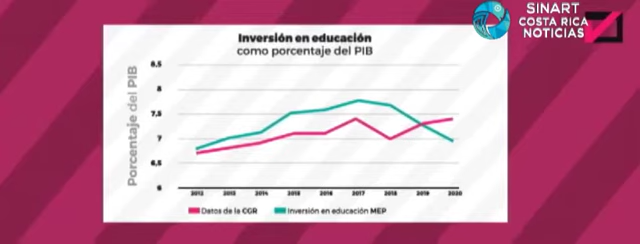 SINART
COSTA RICA
NOTICIAS
Inversión en educación
como porcentaje del PIB
Porcentaje del PIB
8,5
8
7,5
7
6,5
6
2012 2013 2014 2015 2016 2017 2018 2019 2020
Datos de la CGR Inversión en educación MEP